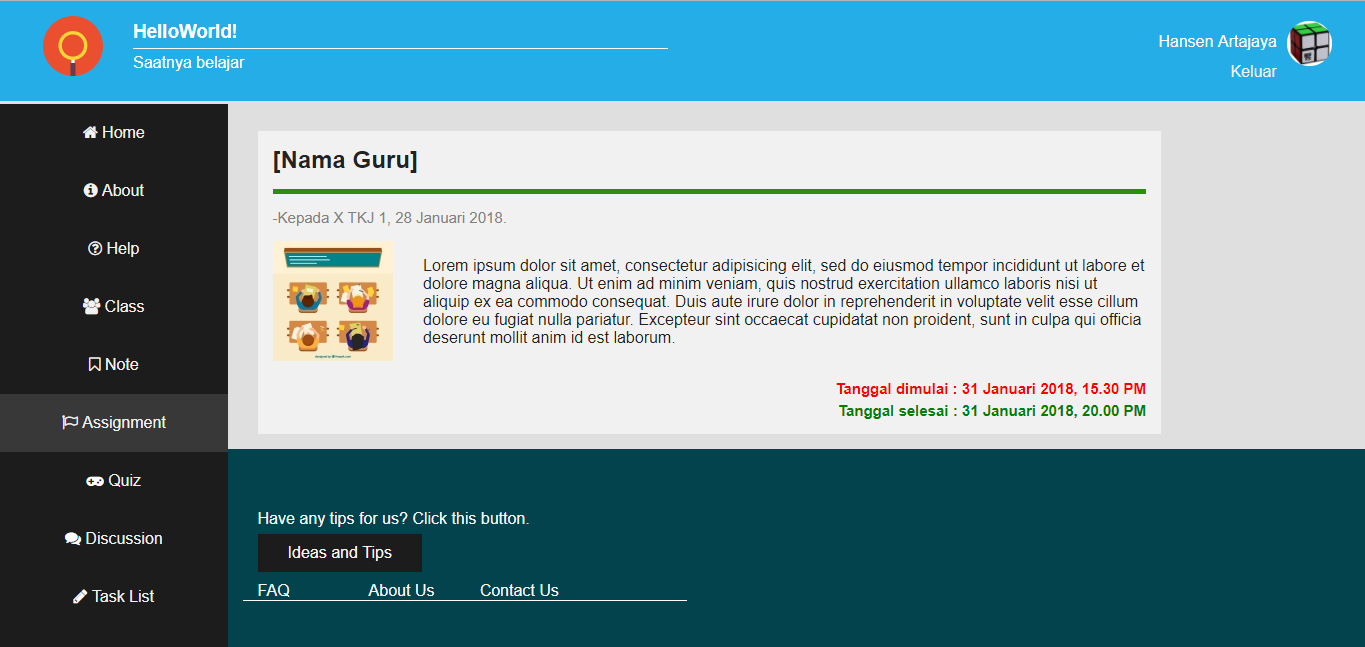 HelloWorld!
Saatnya belajar
Hansen Artajaya
Keluar
Home
About
Help
Class
Note
Assignment
Quiz
Discussion
Task List
[Nama Guru]
-Kepada X TKJ 1, 28 Januari 2018.
Lorem ipsum dolor sit amet, consectetur adipisicing elit, sed do eiusmod tempor incididunt ut labore et
dolore magna aliqua. Ut enim ad minim veniam, quis nostrud exercitation ullamco laboris nisi ut
aliquip ex ea commodo consequat. Duis aute irure dolor in reprehenderit in voluptate velit esse cillum
dolore eu fugiat nulla pariatur. Excepteur sint occaecat cupidatat non proident, sunt in culpa qui officia
deserunt mollit anim id est laborum.
Tanggal dimulai : 31 Januari 2018, 15.30 PM
Tanggal selesai : 31 Januari 2018, 20.00 PM
Have any tips for us? Click this button.
Ideas and Tips
FAQ
About Us
Contact Us